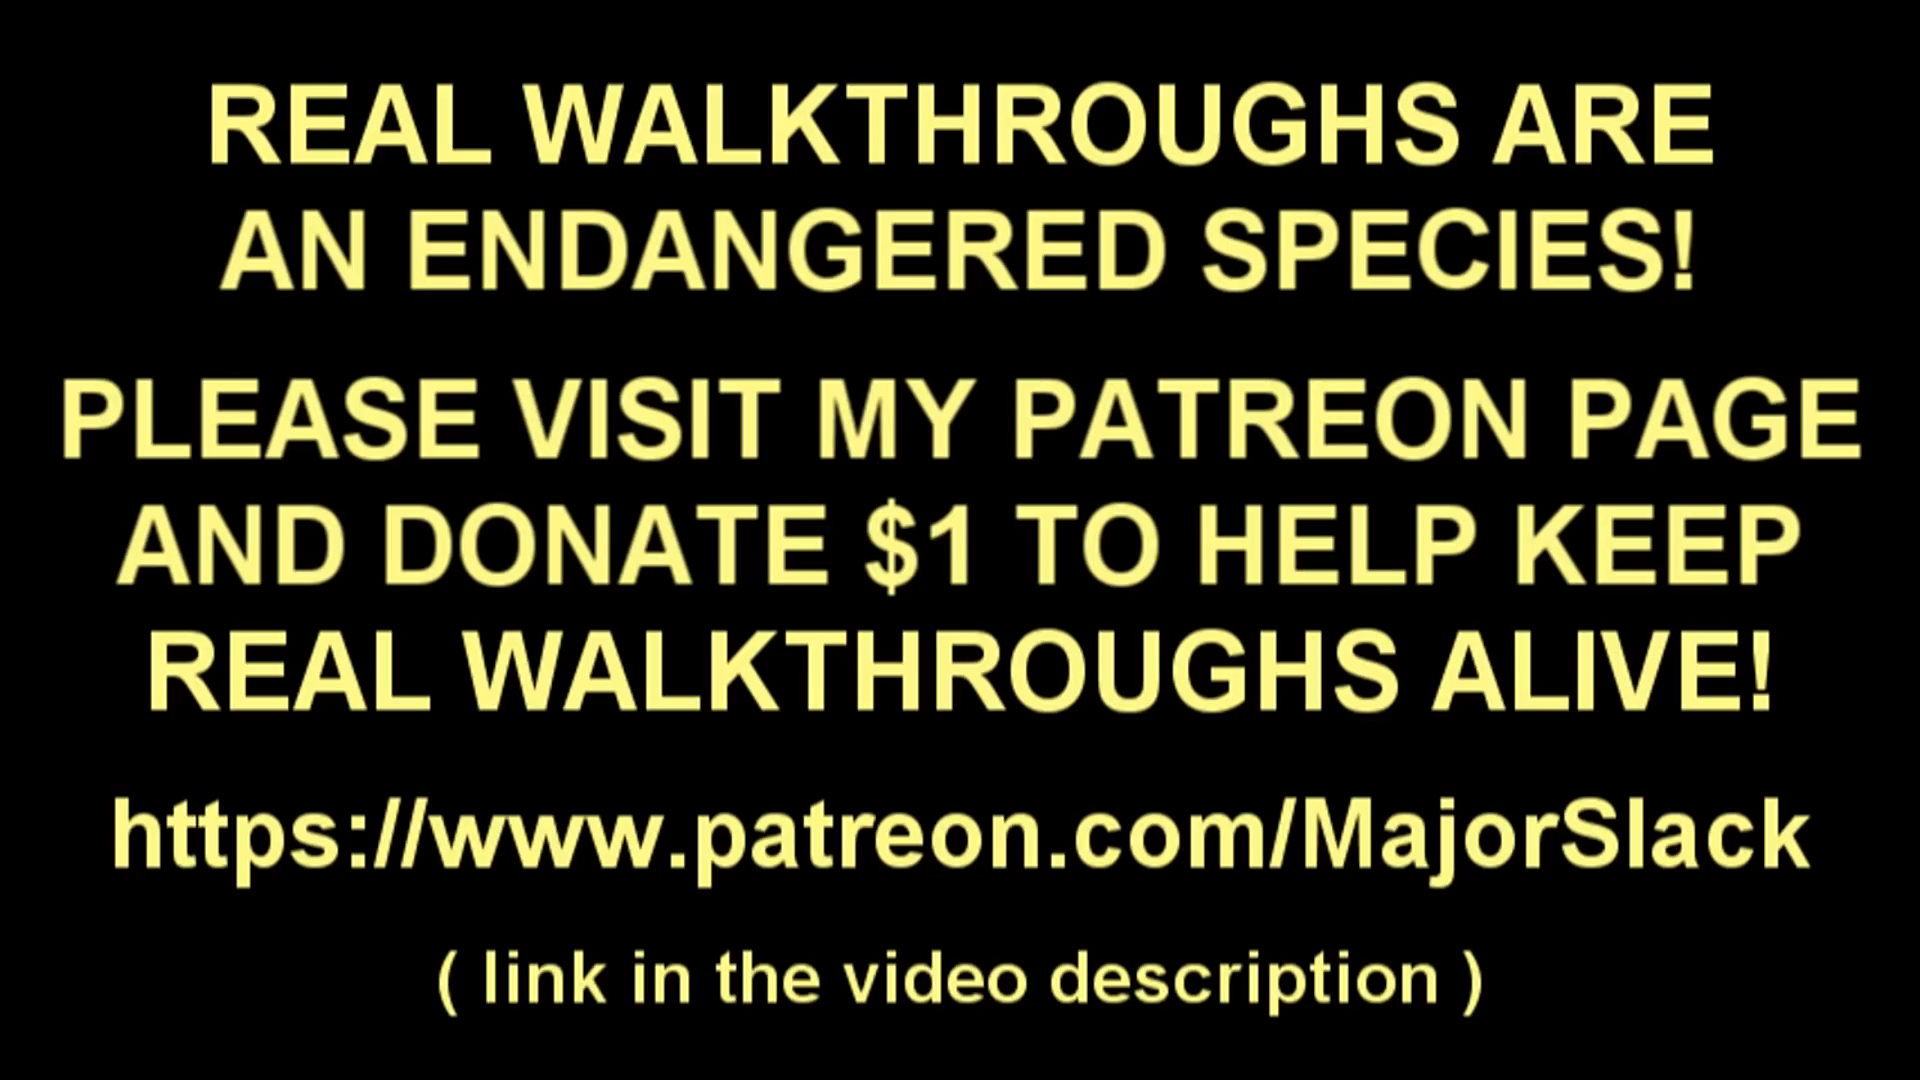 REAL WALKTHROUGHS ARE
AN ENDANGERED SPECIES!
PLEASE VISIT MY PATREON PAGE
AND DONATE $1 TO HELP KEEP
REAL WALKTHROUGHS ALIVE!
https://www.patreon.com/MajorSlack
( link in the video description )